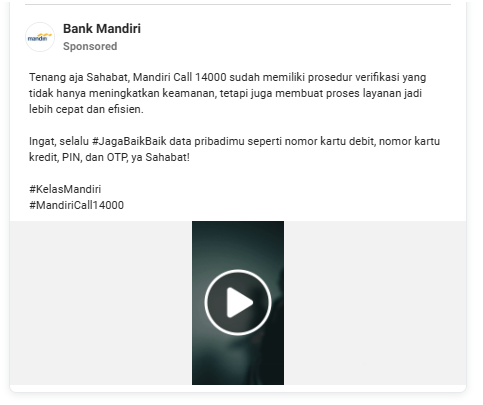 mandiri
Bank Mandiri
Sponsored
Tenang aja Sahabat, Mandiri Call 14000 sudah memiliki prosedur verifikasi yang
tidak hanya meningkatkan keamanan, tetapi juga membuat proses layanan jadi
lebih cepat dan efisien.
Ingat, selalu #JagaBaikBaik data pribadimu seperti nomor kartu debit, nomor kartu
kredit, PIN, dan OTP, ya Sahabat!
#KelasMandiri
#MandiriCall14000